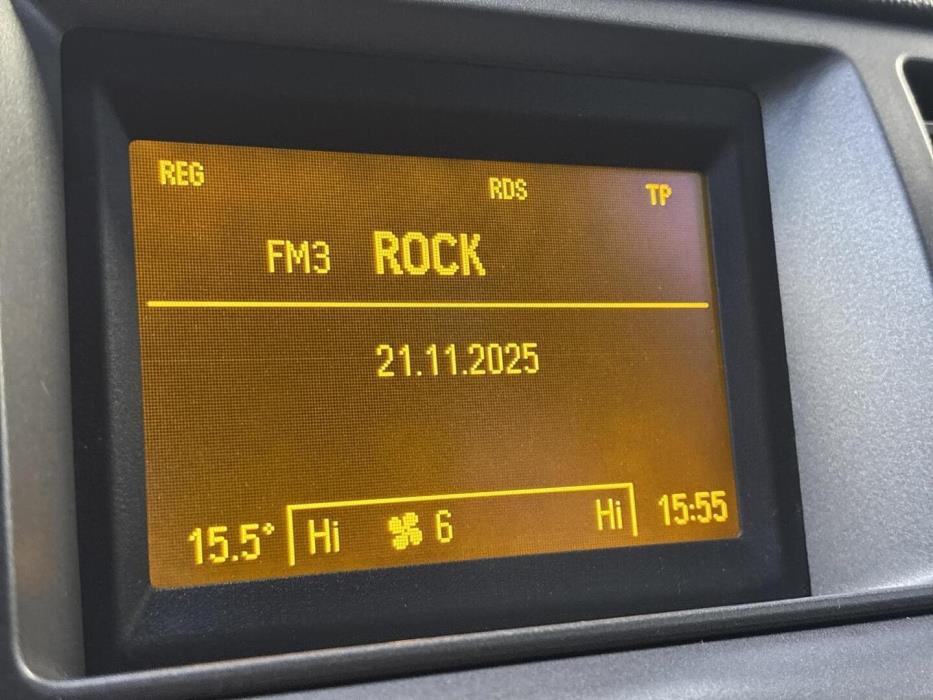 REG RDS TP
FM3 ROCK
21.11.2025
15.5° Hi 6 Hi 15:55